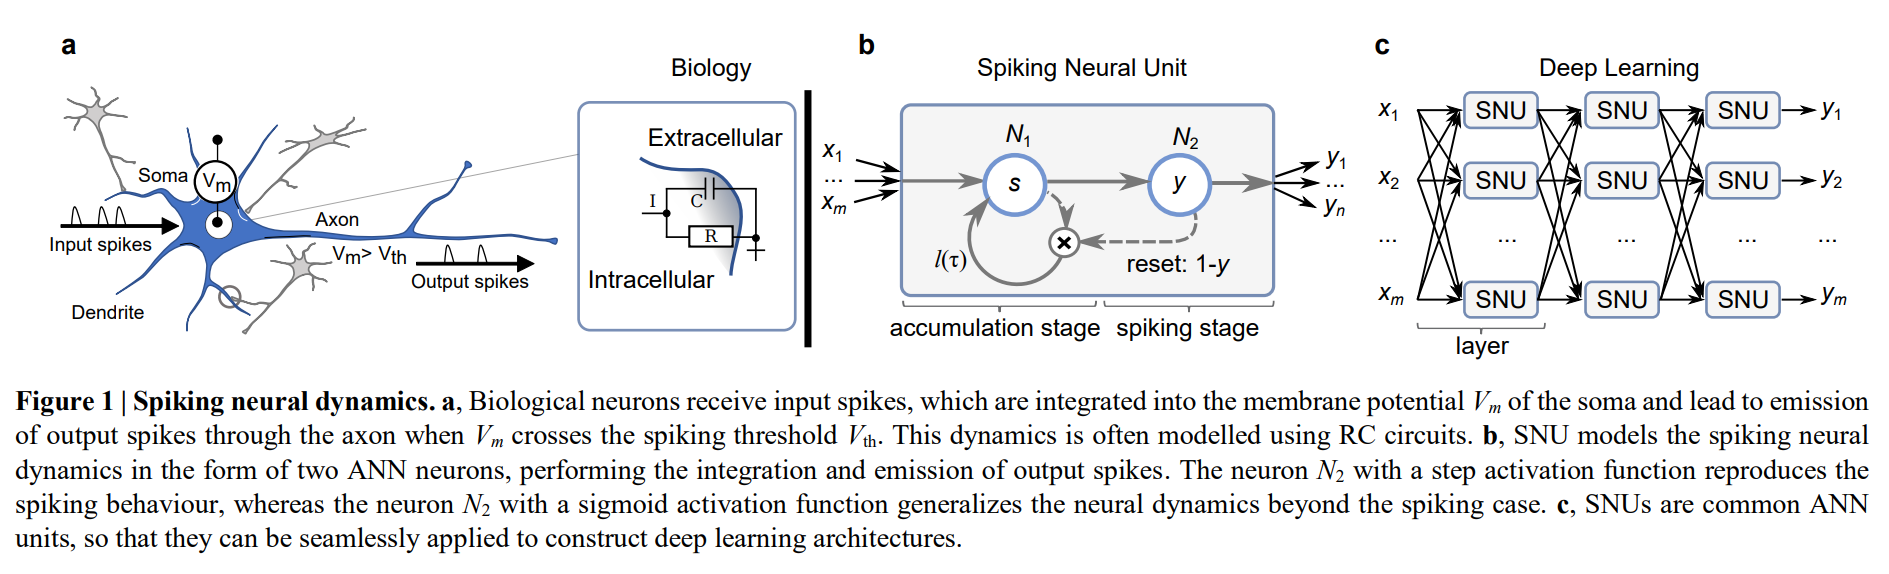 a
Soma
Vm
Input spikes
Axon
Vm> Vth
Output spikes
Dendrite
Biology
Extracellular
I
C
R
Intracellular
b
Spiking Neural Unit
x1
...
xm
N1
s
N2
y
l(τ)
reset: 1-y
y1
...
yn
accumulation stage
spiking stage
c
Deep Learning
x1 SNU SNU SNU y1
x2 SNU SNU SNU y2
... ... ... ... ...
xm SNU SNU SNU ym
layer
Figure 1 | Spiking neural dynamics. a, Biological neurons receive input spikes, which are integrated into the membrane potential Vm of the soma and lead to emission
of output spikes through the axon when Vm crosses the spiking threshold Vth. This dynamics is often modelled using RC circuits. b, SNU models the spiking neural
dynamics in the form of two ANN neurons, performing the integration and emission of output spikes. The neuron N2 with a step activation function reproduces the
spiking behaviour, whereas the neuron N2 with a sigmoid activation function generalizes the neural dynamics beyond the spiking case. c, SNUs are common ANN
units, so that they can be seamlessly applied to construct deep learning architectures.